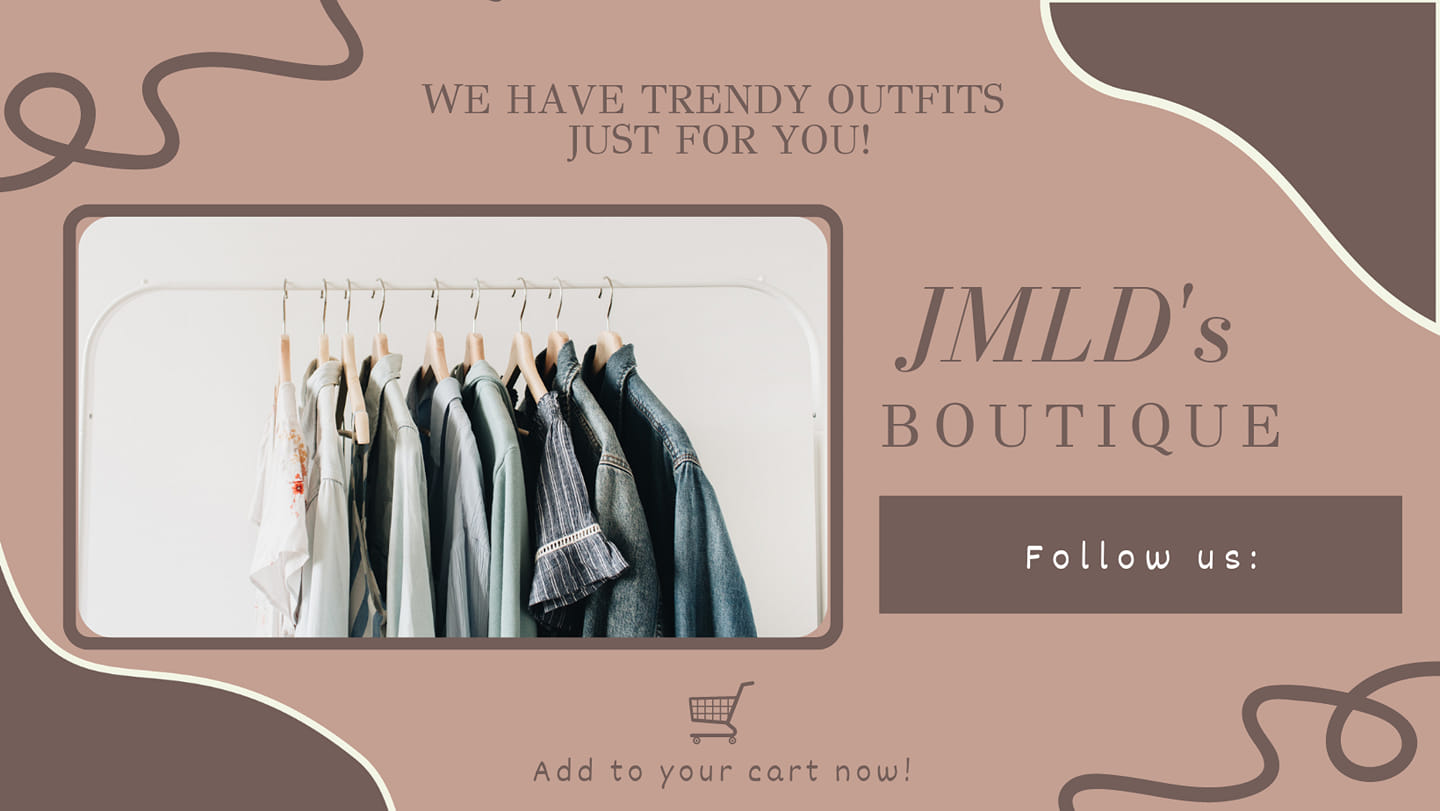 WE HAVE TRENDY OUTFITS
JUST FOR YOU!
JMLD's
BOUTIQUE
Follow us:
Add to your cart now!